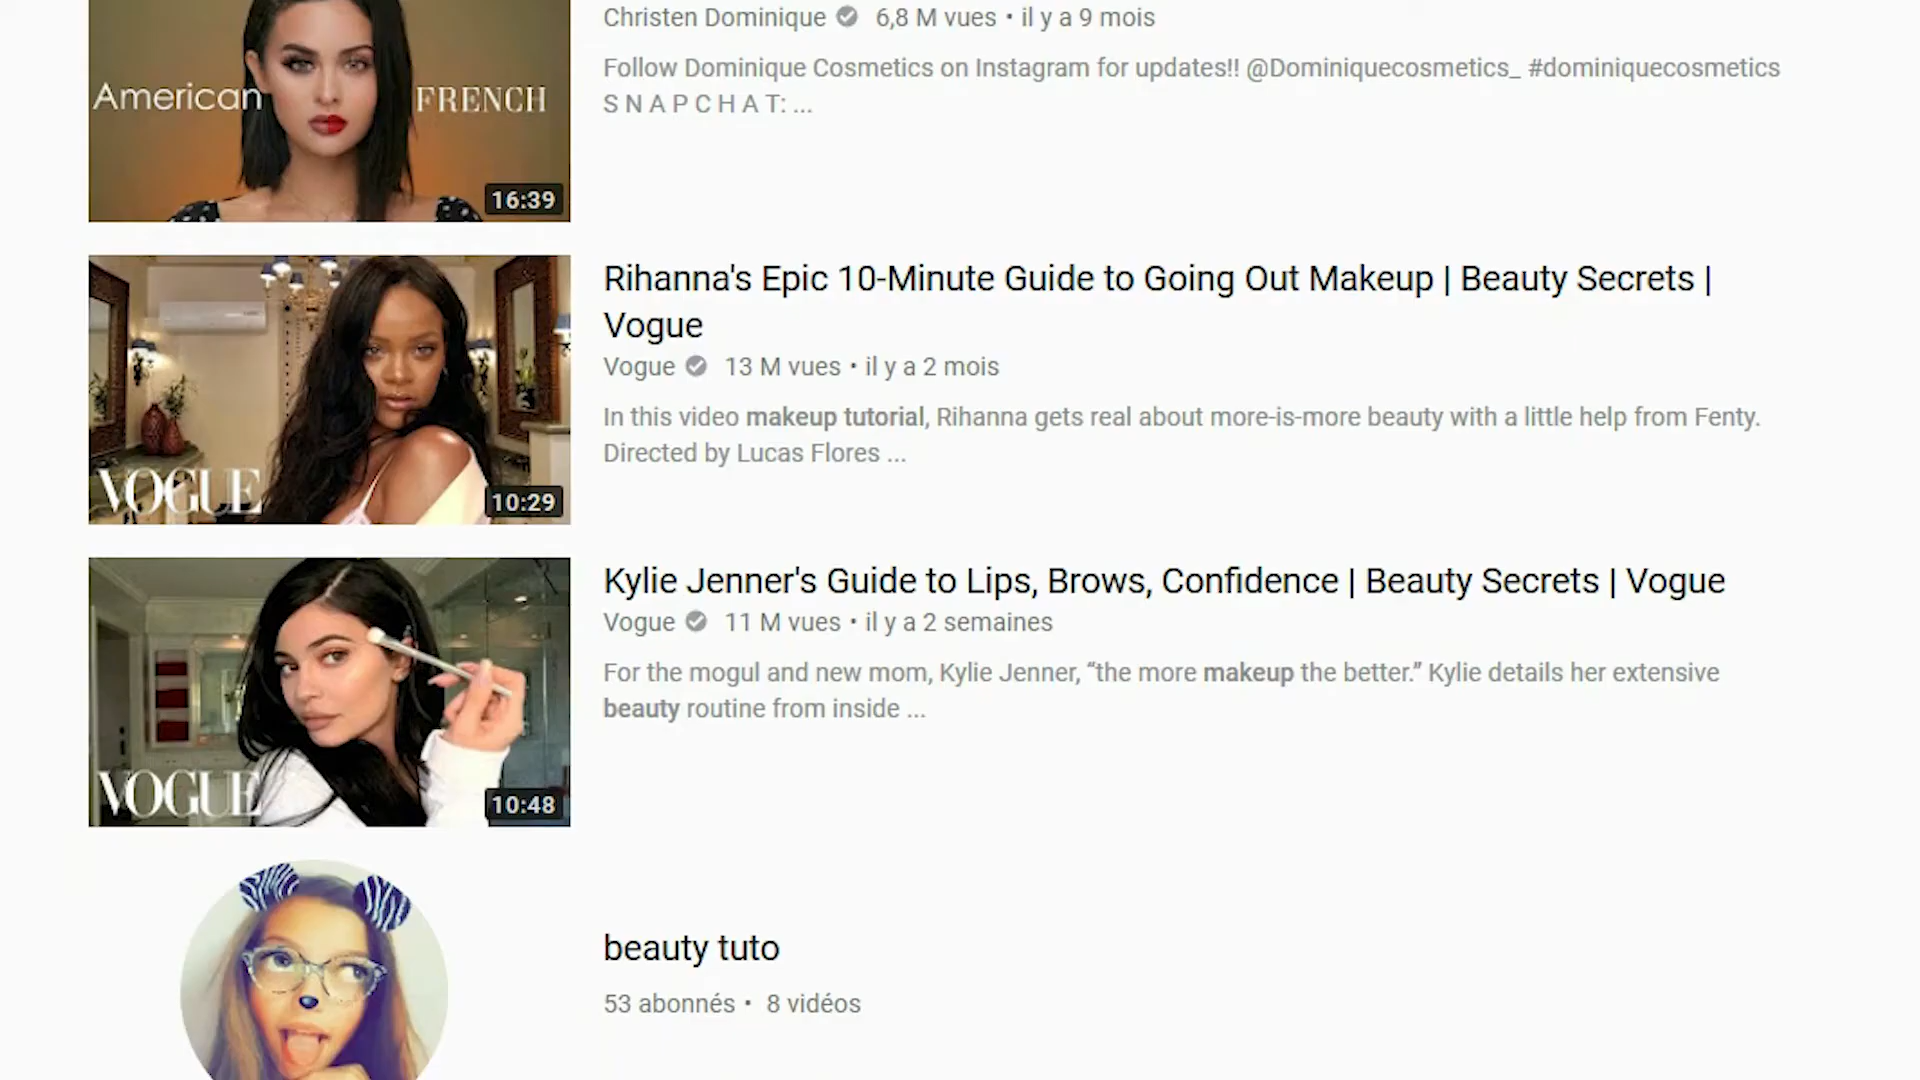 Christen Dominique 6,8 M vues • il y a 9 mois
Follow Dominique Cosmetics on Instagram for updates!! @Dominiquecosmetics_ #dominiquecosmetics
S N A P C H A T: ...
American FRENCH
16:39
Rihanna's Epic 10-Minute Guide to Going Out Makeup | Beauty Secrets |
Vogue
Vogue 13 M vues • il y a 2 mois
In this video makeup tutorial, Rihanna gets real about more-is-more beauty with a little help from Fenty.
Directed by Lucas Flores ...
VOGUE
10:29
Kylie Jenner's Guide to Lips, Brows, Confidence | Beauty Secrets | Vogue
Vogue 11 M vues • il y a 2 semaines
For the mogul and new mom, Kylie Jenner, “the more makeup the better.” Kylie details her extensive
beauty routine from inside ...
VOGUE
10:48
beauty tuto
53 abonnés • 8 vidéos